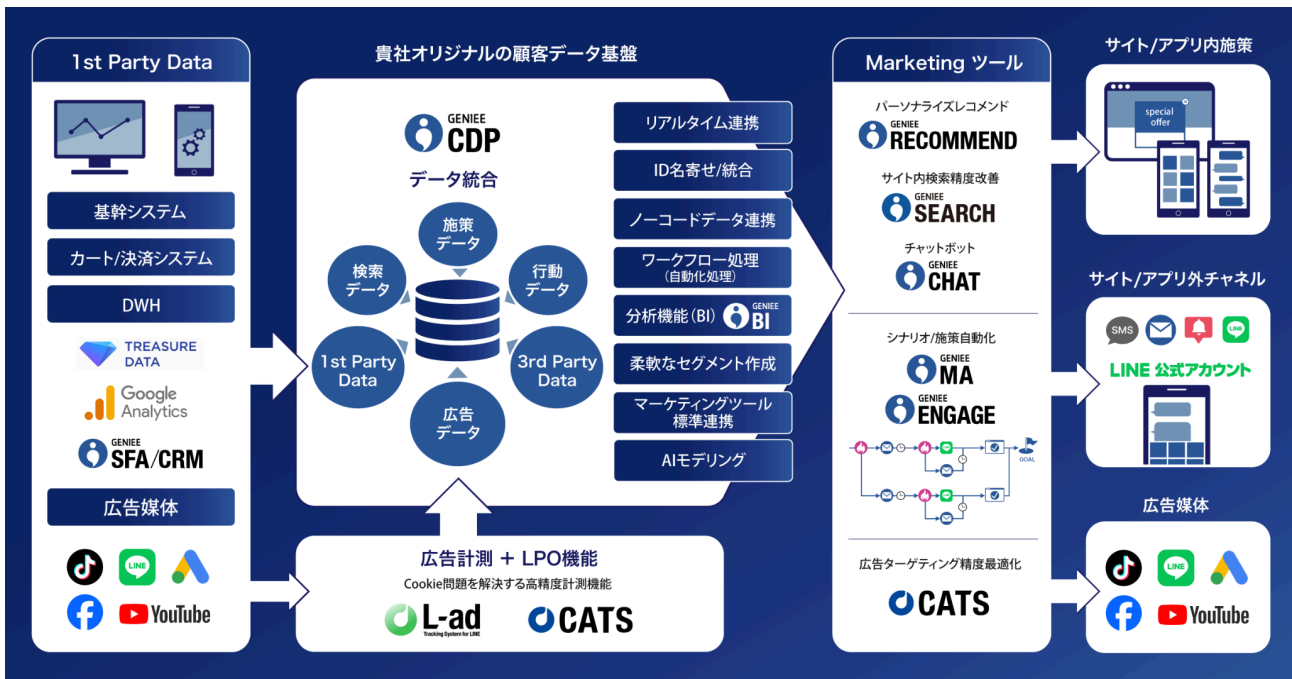 1st Party Data
基幹システム
カート/決済システム
DWH
TREASURE
DATA
Google
Analytics
GENIEE
SFA/CRM
広告媒体
LINE
YouTube
貴社オリジナルの顧客データ基盤
GENIEE
CDP
データ統合
施策
データ
検索
データ
行動
データ
1st Party
Data
3rd Party
Data
広告
データ
リアルタイム連携
ID名寄せ/統合
ノーコードデータ連携
ワークフロー処理
(自動化処理)
分析機能(BI) GENIEE
BI
柔軟なセグメント作成
マーケティングツール
標準連携
AIモデリング
広告計測 + LPO機能
Cookie問題を解決する高精度計測機能
L-ad
Tracking System for LINE
CATS
Marketing ツール
パーソナライズレコメンド
GENIEE
RECOMMEND
サイト内検索精度改善
GENIEE
SEARCH
チャットボット
GENIEE
CHAT
シナリオ/施策自動化
GENIEE
MA
GENIEE
ENGAGE
GOAL
広告ターゲティング精度最適化
CATS
サイト/アプリ内施策
special
offer
サイト/アプリ外チャネル
SMS
LINE
LINE 公式アカウント
広告媒体
LINE
YouTube